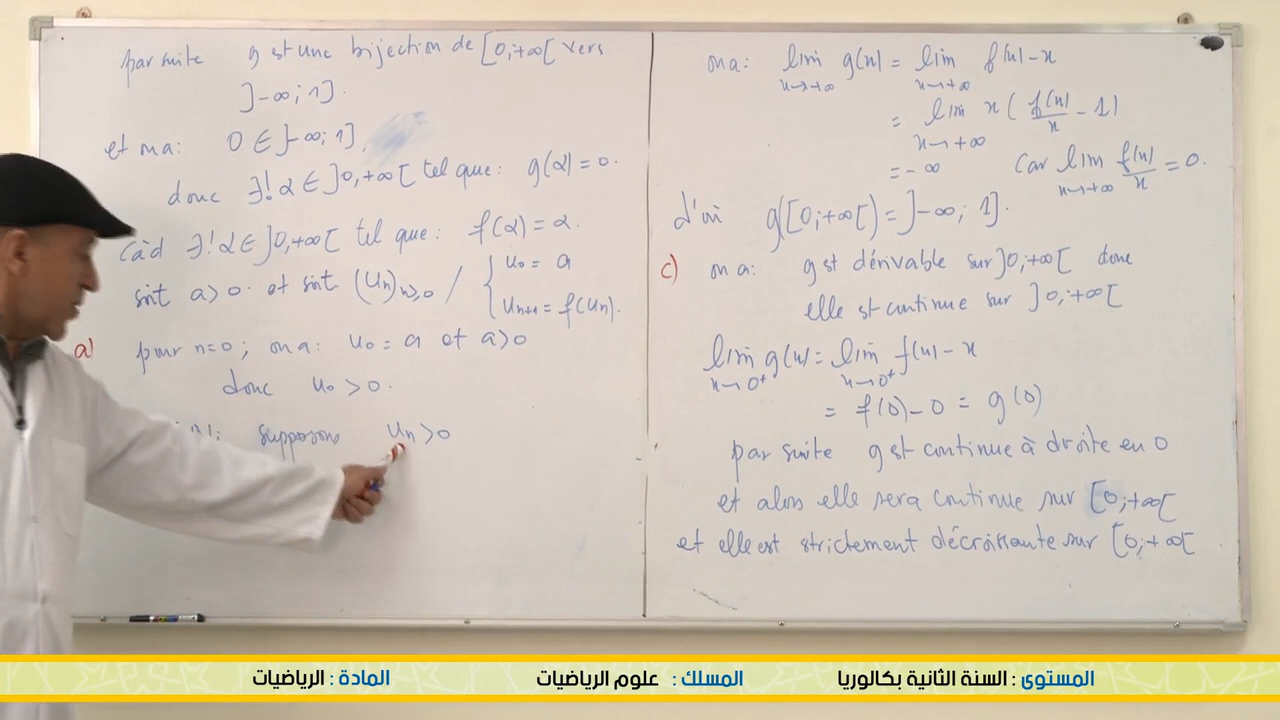 par suite g est une bijection de [0,+∞[ vers
]-∞; 1].
et on a: 0 ∈ ]-∞; 1].
donc ∃! α ∈ ]0,+∞[ tel que: g(α)=0.
càd ∃! α ∈ ]0,+∞[ tel que: f(α)=α.
soit a>0. et soit (Un)n≥0 / { u0 = a
Un+1 = f(Un).
a) pour n=0; on a: u0 = a et a>0
donc u0 > 0.
supposons un>0
on a: lim x→+∞ g(x) = lim x→+∞ f(x)-x
= lim x→+∞ x ( f(x)/x - 1)
= -∞ car lim x→+∞ f(x)/x = 0.
d'où g([0;+∞[) = ]-∞; 1].
c) on a: g est dérivable sur ]0,+∞[ donc
elle est continue sur ]0,+∞[
lim x→0+ g(x) = lim x→0+ f(x)-x
= f(0)-0 = g(0)
par suite g est continue à droite en 0
et alors elle sera continue sur [0;+∞[
et elle est strictement décroissante sur [0;+∞[
المستوى : السنة الثانية بكالوريا المسلك : علوم الرياضيات المادة : الرياضيات